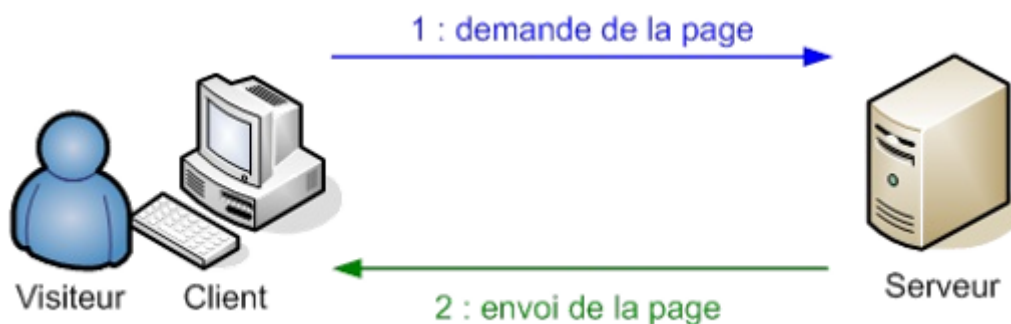 1 : demande de la page
Visiteur
Client
Serveur
2 : envoi de la page